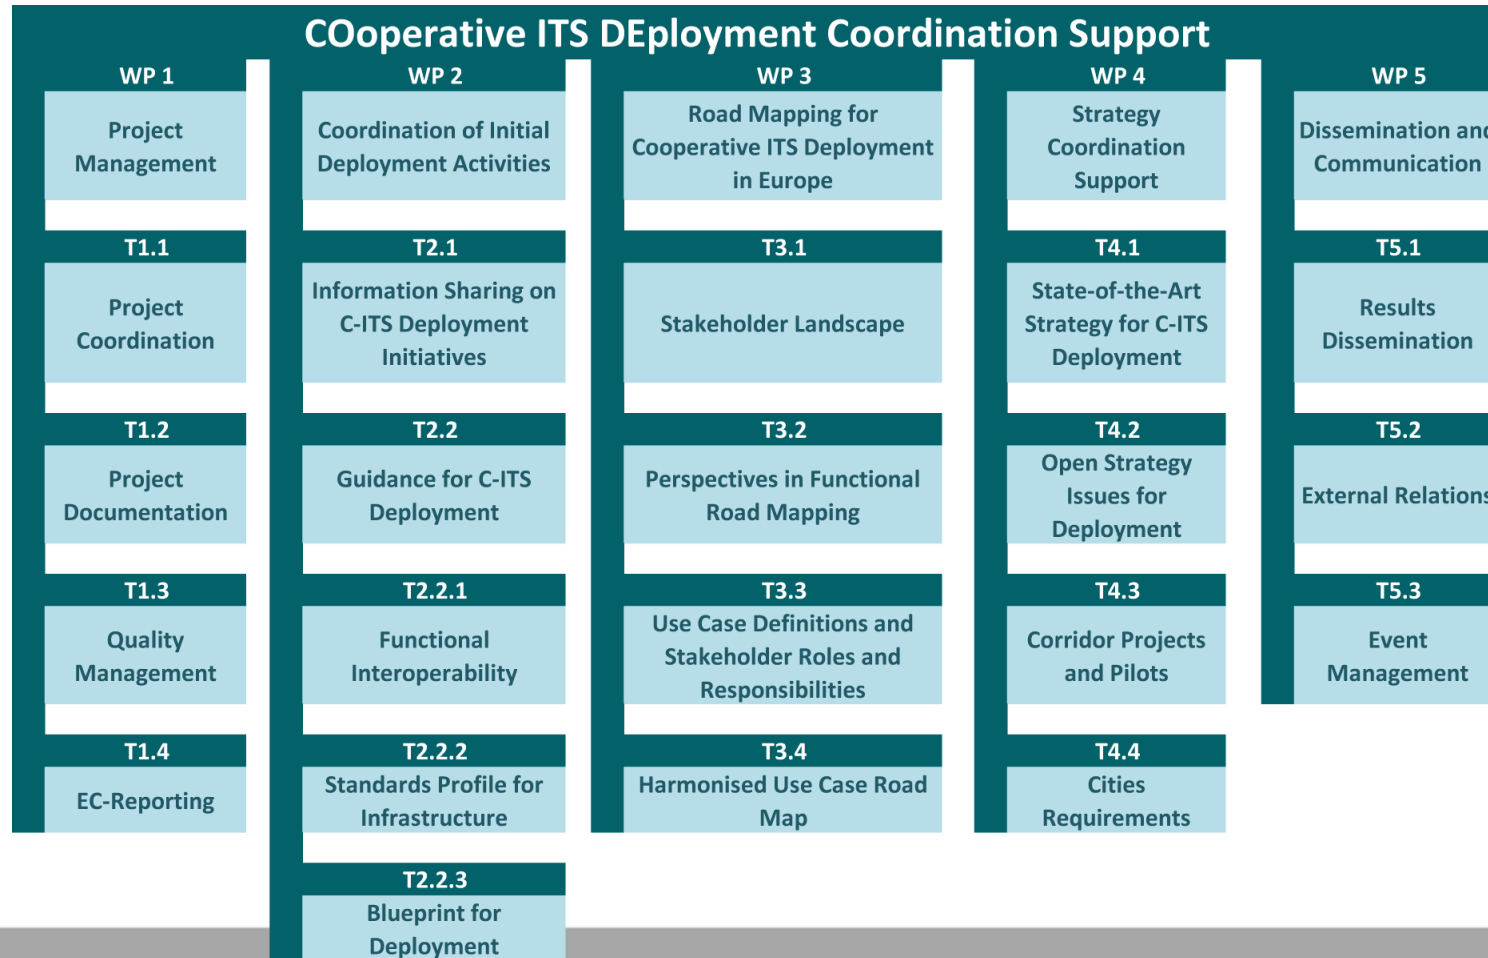 COoperative ITS DEployment Coordination Support
WP 1
Project
Management
T1.1
Project
Coordination
T1.2
Project
Documentation
T1.3
Quality
Management
T1.4
EC-Reporting
WP 2
Coordination of Initial
Deployment Activities
T2.1
Information Sharing on
C-ITS Deployment
Initiatives
T2.2
Guidance for C-ITS
Deployment
T2.2.1
Functional
Interoperability
T2.2.2
Standards Profile for
Infrastructure
T2.2.3
Blueprint for
Deployment
WP 3
Road Mapping for
Cooperative ITS Deployment
in Europe
T3.1
Stakeholder Landscape
T3.2
Perspectives in Functional
Road Mapping
T3.3
Use Case Definitions and
Stakeholder Roles and
Responsibilities
T3.4
Harmonised Use Case Road
Map
WP 4
Strategy
Coordination
Support
T4.1
State-of-the-Art
Strategy for C-ITS
Deployment
T4.2
Open Strategy
Issues for
Deployment
T4.3
Corridor Projects
and Pilots
T4.4
Cities
Requirements
WP 5
Dissemination and
Communication
T5.1
Results
Dissemination
T5.2
External Relations
T5.3
Event
Management